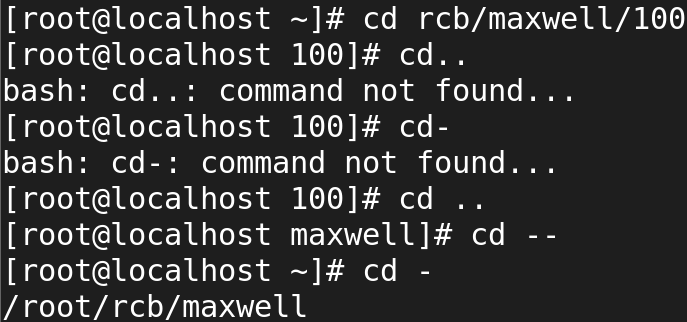 [root@localhost ~]# cd rcb/maxwell/100
[root@localhost 100]# cd..
bash: cd..: command not found...
[root@localhost 100]# cd-
bash: cd-: command not found...
[root@localhost 100]# cd ..
[root@localhost maxwell]# cd --
[root@localhost ~]# cd -
/root/rcb/maxwell